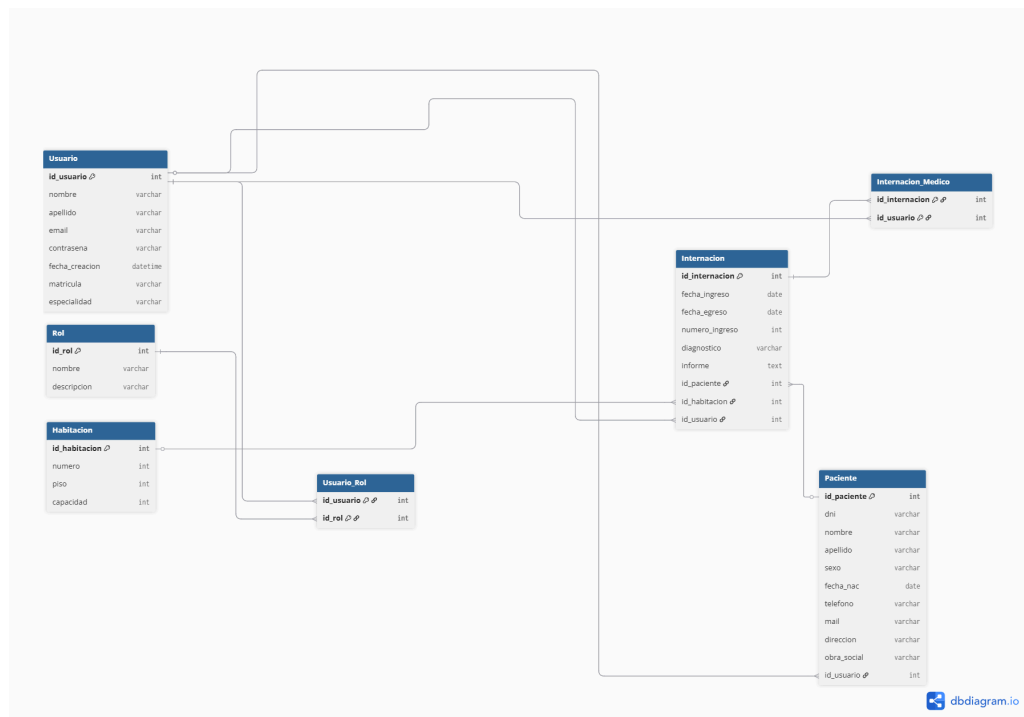 Usuario
id_usuario int
nombre varchar
apellido varchar
email varchar
contrasena varchar
fecha_creacion datetime
matricula varchar
especialidad varchar
Rol
id_rol int
nombre varchar
descripcion varchar
Habitacion
id_habitacion int
numero int
piso int
capacidad int
Usuario_Rol
id_usuario int
id_rol int
Internacion
id_internacion int
fecha_ingreso date
fecha_egreso date
numero_ingreso int
diagnostico varchar
informe text
id_paciente int
id_habitacion int
id_usuario int
Internacion_Medico
id_internacion int
id_usuario int
Paciente
id_paciente int
dni varchar
nombre varchar
apellido varchar
sexo varchar
fecha_nac date
telefono varchar
mail varchar
direccion varchar
obra_social varchar
id_usuario int
dbdiagram.io